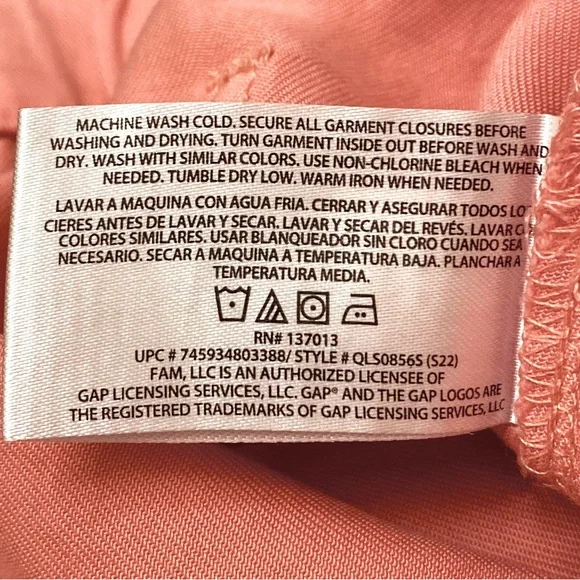 MACHINE WASH COLD. SECURE ALL GARMENT CLOSURES BEFORE
WASHING AND DRYING. TURN GARMENT INSIDE OUT BEFORE WASH AND
DRY. WASH WITH SIMILAR COLORS. USE NON-CHLORINE BLEACH WHEN
NEEDED. TUMBLE DRY LOW. WARM IRON WHEN NEEDED.
LAVAR A MAQUINA CON AGUA FRIA. CERRAR Y ASEGURAR TODOS LO
CIERES ANTES DE LAVAR Y SECAR. LAVAR Y SECAR DEL REVÉS. LAVAR
COLORES SIMILARES. USAR BLANQUEADOR SIN CLORO CUANDO SEA
NECESARIO. SECAR A MAQUINA A TEMPERATURA BAJA. PLANCHAR A
TEMPERATURA MEDIA.
RN# 137013
UPC # 745934803388/ STYLE # QLS0856S (S22)
FAM, LLC IS AN AUTHORIZED LICENSEE OF
GAP LICENSING SERVICES, LLC. GAP® AND THE GAP LOGOS ARE
THE REGISTERED TRADEMARKS OF GAP LICENSING SERVICES, LLC